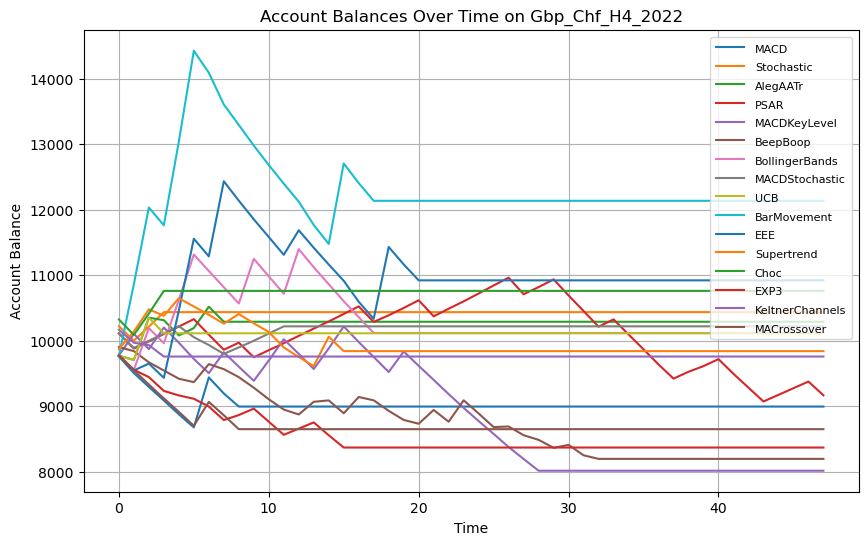 Account Balances Over Time on Gbp_Chf_H4_2022
Account Balance
14000
13000
12000
11000
10000
9000
8000
0
10
20
30
40
Time
MACD
Stochastic
AlegAATr
PSAR
MACDKeyLevel
BeepBoop
BollingerBands
MACDStochastic
UCB
BarMovement
EEE
Supertrend
Choc
EXP3
KeltnerChannels
MACrossover